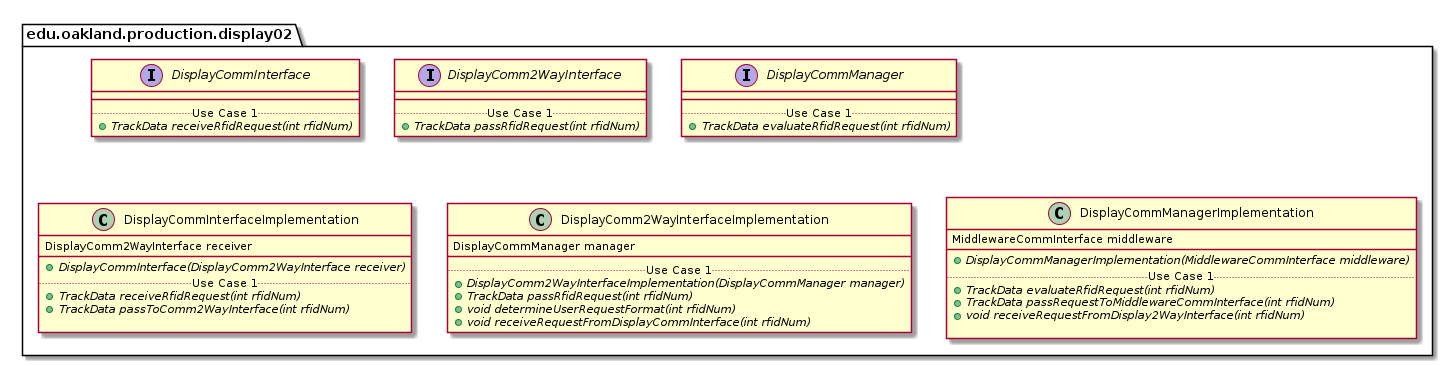 edu.oakland.production.display02
I DisplayCommInterface
Use Case 1
TrackData receiveRfidRequest(int rfidNum)
I DisplayComm2WayInterface
Use Case 1
TrackData passRfidRequest(int rfidNum)
I DisplayCommManager
Use Case 1
TrackData evaluateRfidRequest(int rfidNum)
C DisplayCommInterfaceImplementation
DisplayComm2WayInterface receiver
DisplayCommInterface(DisplayComm2WayInterface receiver)
Use Case 1
TrackData receiveRfidRequest(int rfidNum)
TrackData passToComm2WayInterface(int rfidNum)
C DisplayComm2WayInterfaceImplementation
DisplayCommManager manager
Use Case 1
DisplayComm2WayInterfaceImplementation(DisplayCommManager manager)
TrackData passRfidRequest(int rfidNum)
void determineUserRequestFormat(int rfidNum)
void receiveRequestFromDisplayCommInterface(int rfidNum)
C DisplayCommManagerImplementation
MiddlewareCommInterface middleware
DisplayCommManagerImplementation(MiddlewareCommInterface middleware)
Use Case 1
TrackData evaluateRfidRequest(int rfidNum)
TrackData passRequestToMiddlewareCommInterface(int rfidNum)
void receiveRequestFromDisplay2WayInterface(int rfidNum)